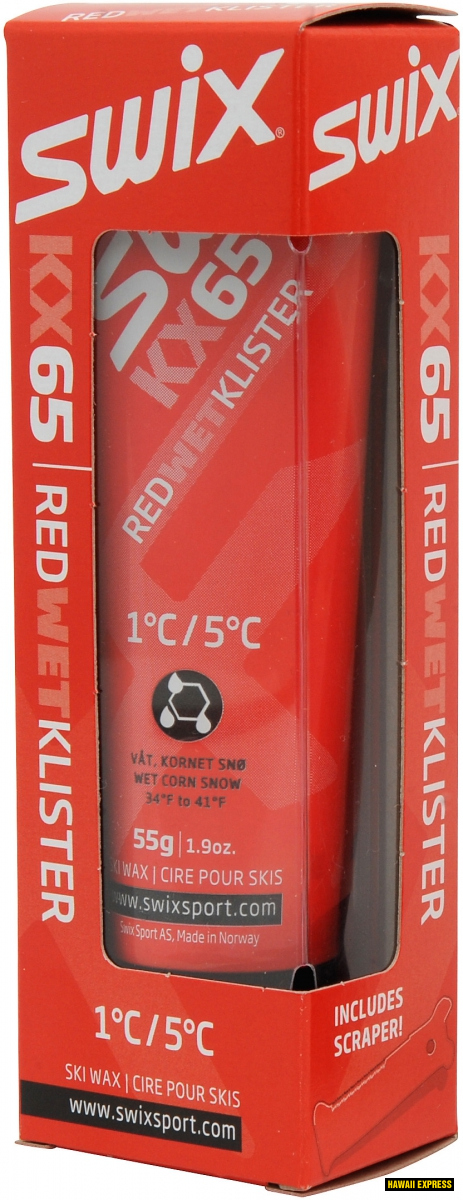 REDWETKLISTER
swix®
swix
KX65 | REDWETKLISTER
KX65
REDWETKLISTER
1°C / 5°C
VÅT, KORNET SNØ
WET CORN SNOW
34°F to 41°F
55g | 1.9oz.
SKI WAX | CIRE POUR SKIS
www.swixsport.com
Swix Sport AS, Made in Norway
KX65 | REDWETKLISTER
1°C / 5°C
SKI WAX | CIRE POUR SKIS
www.swixsport.com
INCLUDES
SCRAPER!
HAWAII EXPRESS